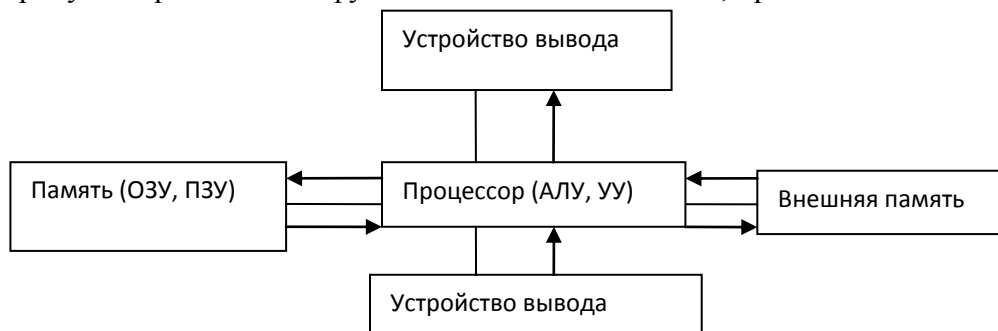 Устройство вывода
Память (ОЗУ, ПЗУ)
Процессор (АЛУ, УУ)
Внешняя память
Устройство вывода